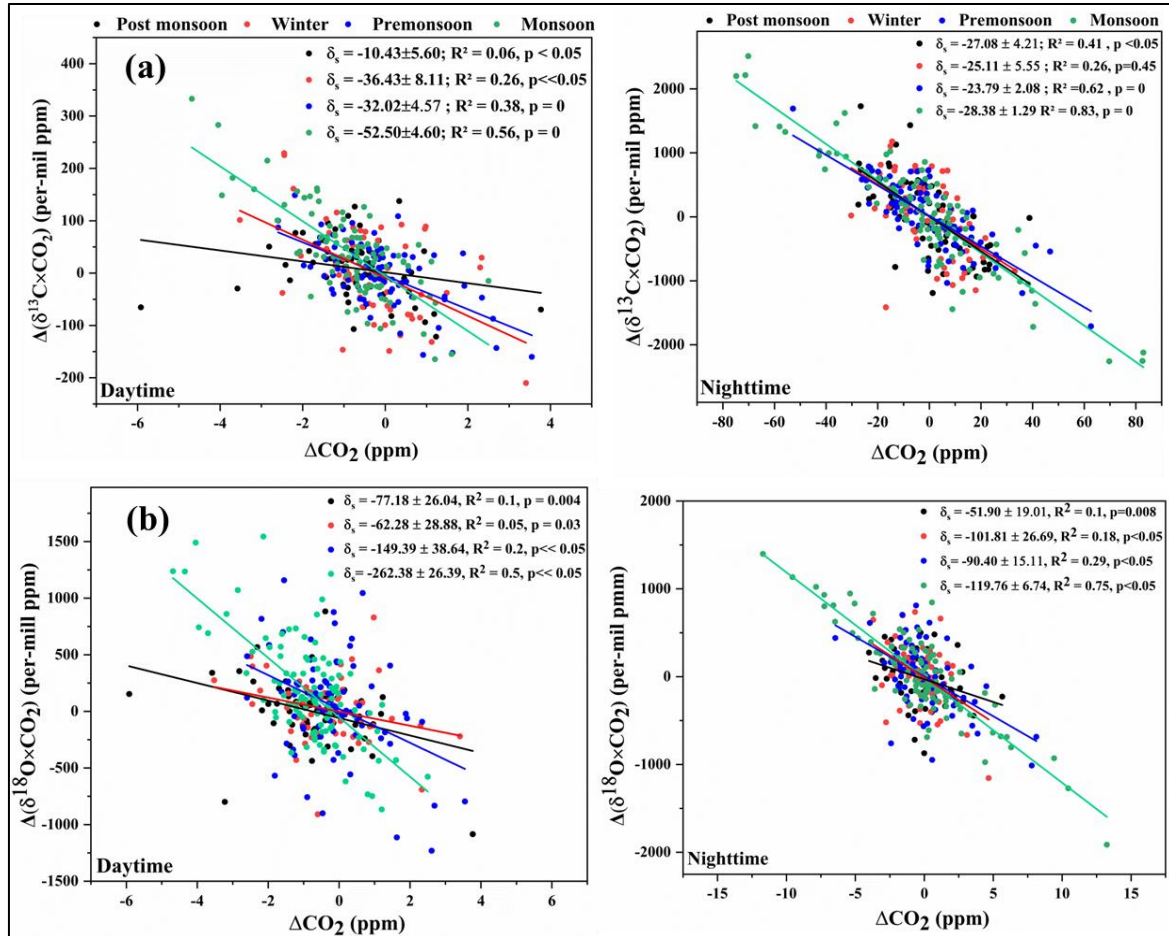 Post monsoon Winter Premonsoon Monsoon
(a)
δs = -10.43±5.60; R² = 0.06, p < 0.05
δs = -36.43± 8.11; R² = 0.26, p<<0.05
δs = -32.02±4.57; R² = 0.38, p = 0
δs = -52.50±4.60; R² = 0.56, p = 0
400
300
200
100
0
-100
-200
Δ(δ¹³C×CO₂) (per-mil ppm)
Daytime
-6 -4 -2 0 2 4
ΔCO₂ (ppm)
Post monsoon Winter Premonsoon Monsoon
δs = -27.08 ± 4.21; R² = 0.41 , p <0.05
δs = -25.11 ± 5.55 ; R² = 0.26, p=0.45
δs = -23.79 ± 2.08 ; R² =0.62 , p = 0
δs = -28.38 ± 1.29 R² = 0.83, p = 0
2000
1000
0
-1000
-2000
Δ(δ¹³C×CO₂) (per-mil ppm)
Nighttime
-80 -60 -40 -20 0 20 40 60 80
ΔCO₂ (ppm)
(b)
δs = -77.18 ± 26.04, R² = 0.1, p = 0.004
δs = -62.28 ± 28.88, R² = 0.05, p = 0.03
δs = -149.39 ± 38.64, R² = 0.2, p<< 0.05
δs = -262.38 ± 26.39, R² = 0.5, p<< 0.05
1500
1000
500
0
-500
-1000
-1500
Δ(δ¹⁸O×CO₂) (per-mill ppm)
Daytime
-6 -4 -2 0 2 4 6
ΔCO₂ (ppm)
δs = -51.90 ± 19.01, R² = 0.1, p=0.008
δs = -101.81 ± 26.69, R² = 0.18, p<0.05
δs = -90.40 ± 15.11, R² = 0.29, p<0.05
δs = -119.76 ± 6.74, R² = 0.75, p<0.05
2000
1000
0
-1000
-2000
Δ(δ¹⁸O×CO₂) (per-mill pmm)
Nighttime
-15 -10 -5 0 5 10 15
ΔCO₂ (ppm)